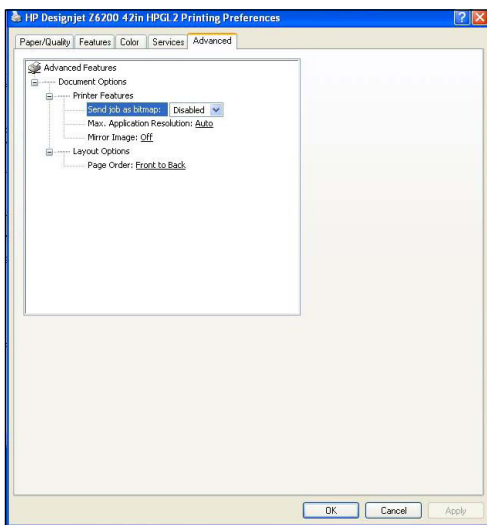 HP Designjet Z6200 42in HPGL2 Printing Preferences
Paper/Quality Features Color Services Advanced
Advanced Features
Document Options
Printer Features
Send job as bitmap: Disabled
Max. Application Resolution: Auto
Mirror Image: Off
Layout Options
Page Order: Front to Back
OK Cancel Apply